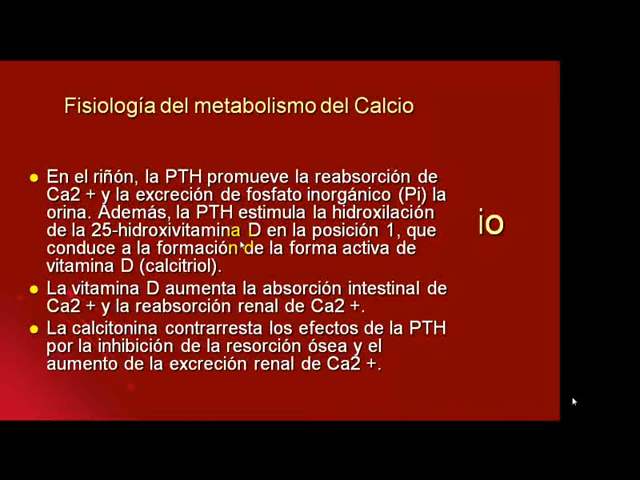 Fisiología del metabolismo del Calcio
En el riñón, la PTH promueve la reabsorción de
Ca2 + y la excreción de fosfato inorgánico (Pi) la
orina. Además, la PTH estimula la hidroxilación
de la 25-hidroxivitamina D en la posición 1, que
conduce a la formación de la forma activa de
vitamina D (calcitriol).
La vitamina D aumenta la absorción intestinal de
Ca2 + y la reabsorción renal de Ca2 +.
La calcitonina contrarresta los efectos de la PTH
por la inhibición de la resorción ósea y el
aumento de la excreción renal de Ca2 +.
io